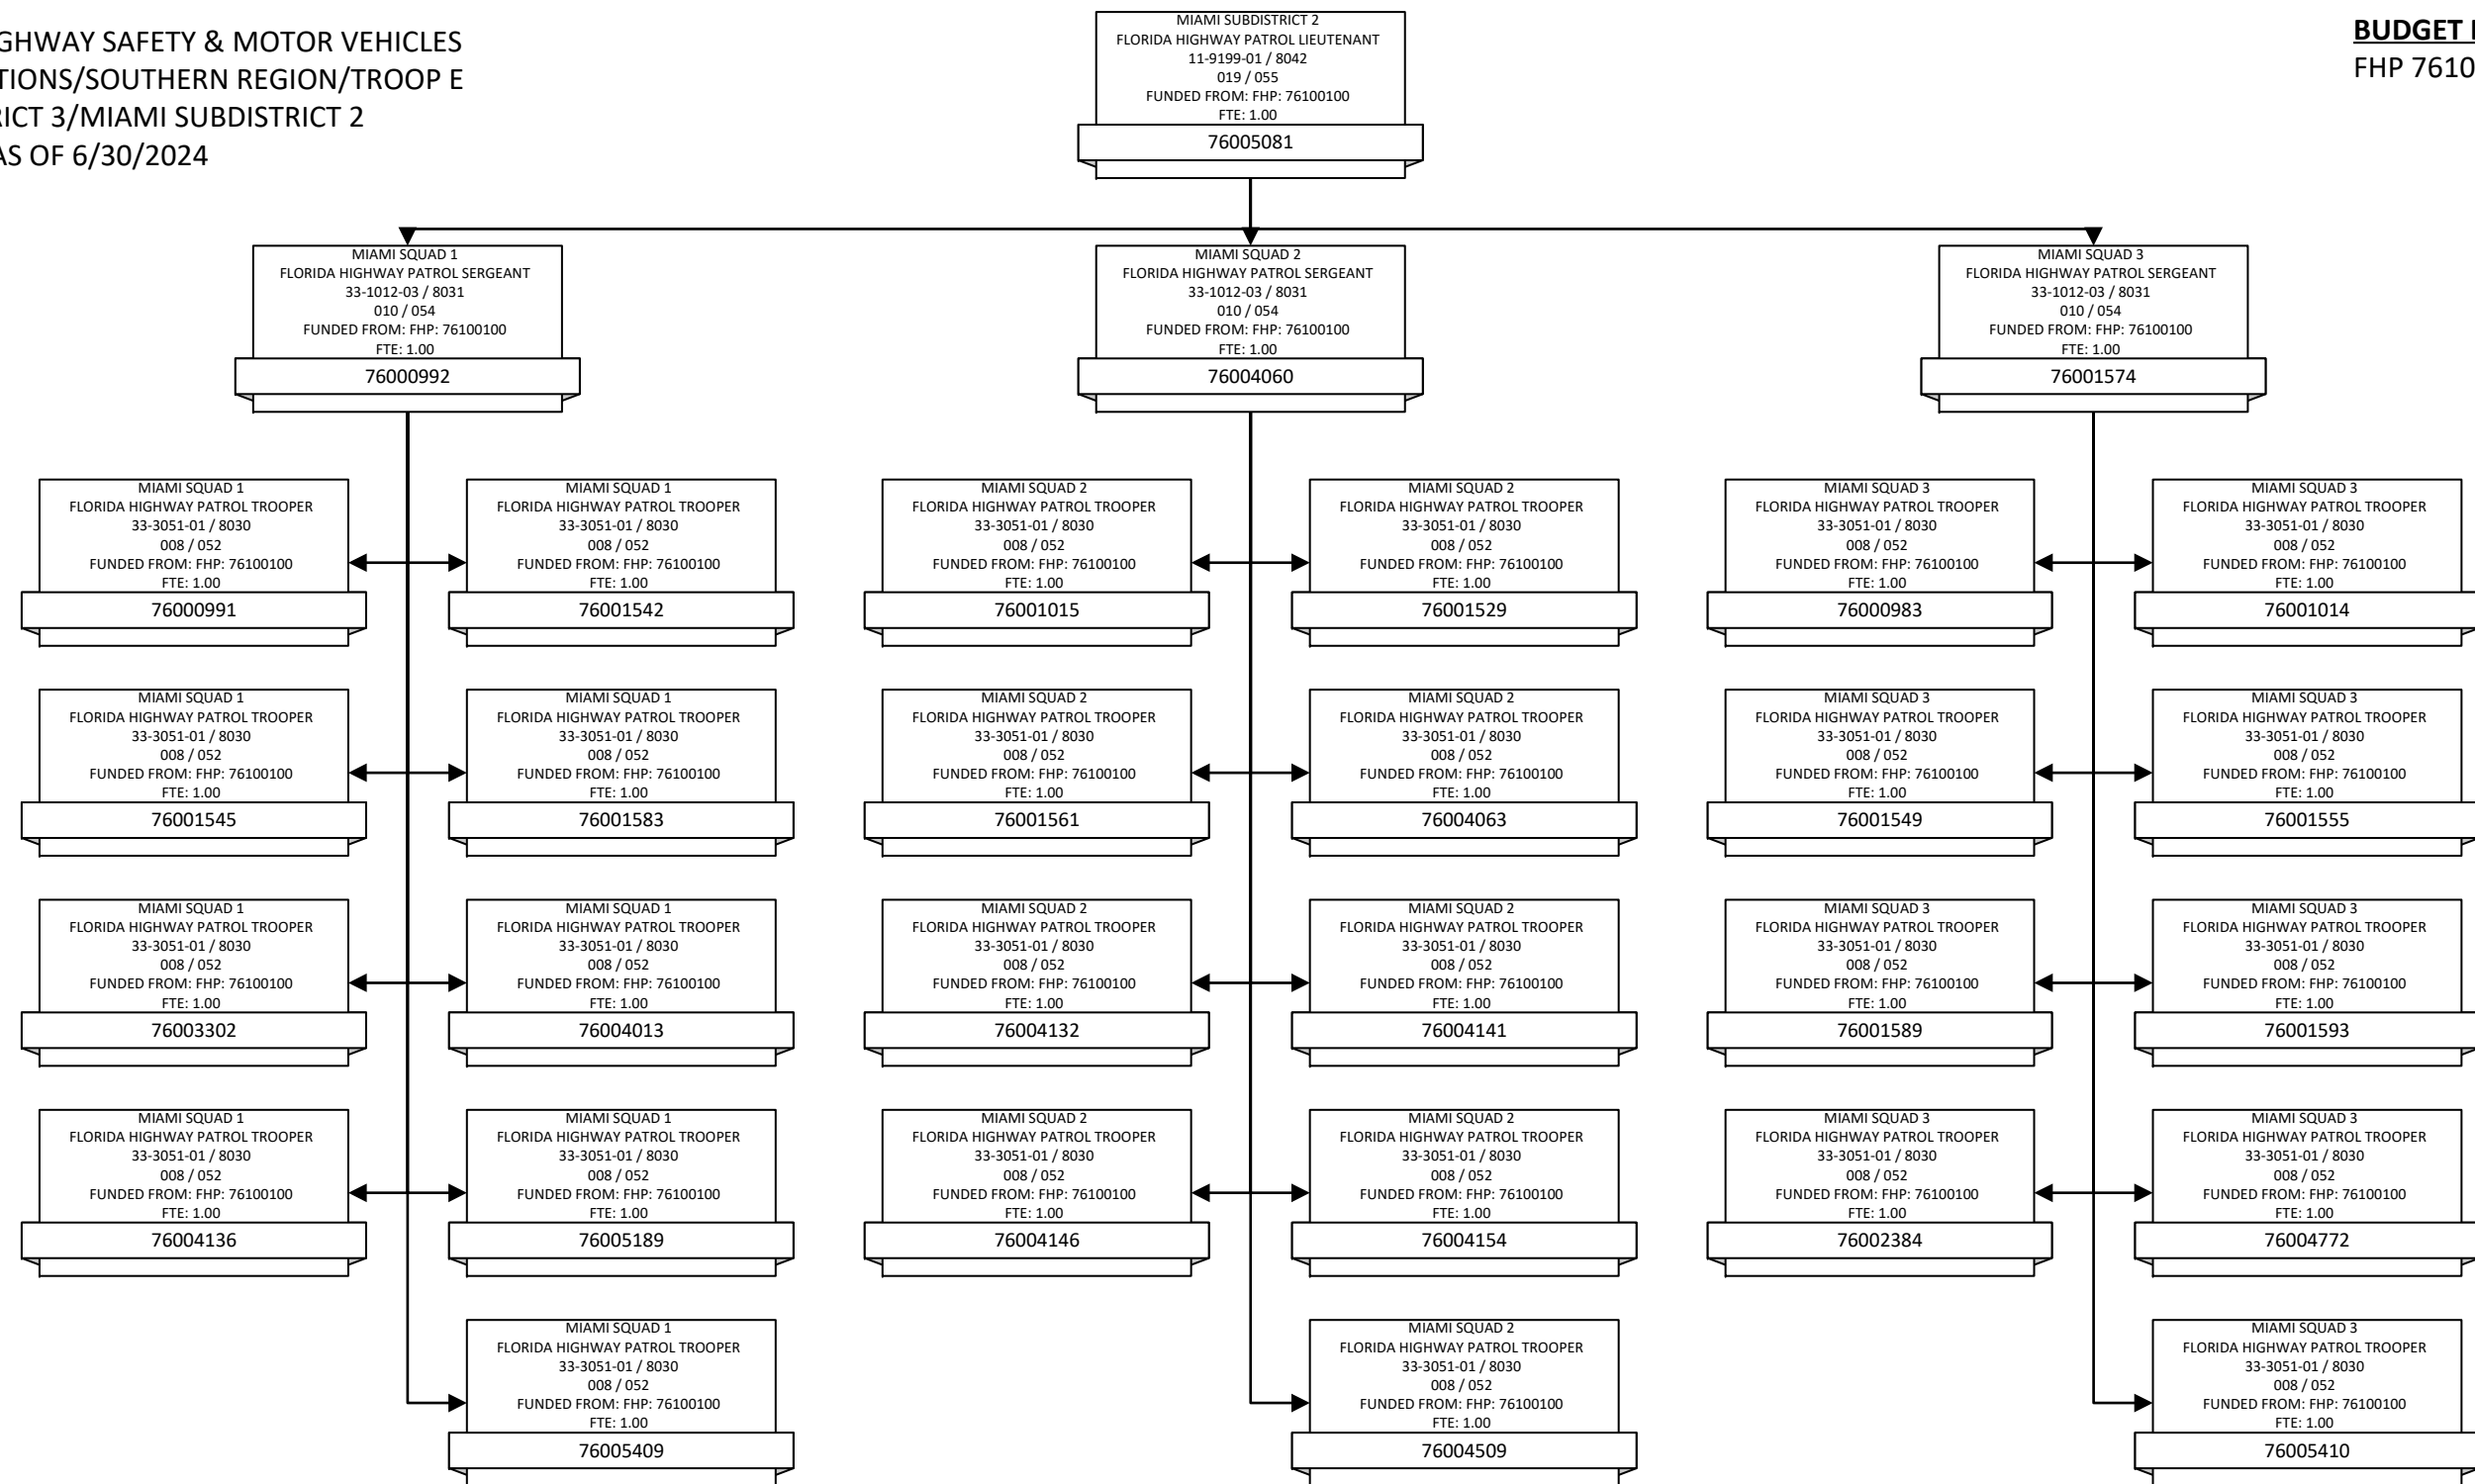 GHWAY SAFETY & MOTOR VEHICLES
TIONS/SOUTHERN REGION/TROOP E
RICT 3/MIAMI SUBDISTRICT 2
AS OF 6/30/2024
BUDGET
FHP 7610
MIAMI SUBDISTRICT 2
FLORIDA HIGHWAY PATROL LIEUTENANT
11-9199-01 / 8042
019 / 055
FUNDED FROM: FHP: 76100100
FTE: 1.00
76005081
MIAMI SQUAD 1
FLORIDA HIGHWAY PATROL SERGEANT
33-1012-03 / 8031
010 / 054
FUNDED FROM: FHP: 76100100
FTE: 1.00
76000992
MIAMI SQUAD 2
FLORIDA HIGHWAY PATROL SERGEANT
33-1012-03 / 8031
010 / 054
FUNDED FROM: FHP: 76100100
FTE: 1.00
76004060
MIAMI SQUAD 3
FLORIDA HIGHWAY PATROL SERGEANT
33-1012-03 / 8031
010 / 054
FUNDED FROM: FHP: 76100100
FTE: 1.00
76001574
MIAMI SQUAD 1
FLORIDA HIGHWAY PATROL TROOPER
33-3051-01 / 8030
008 / 052
FUNDED FROM: FHP: 76100100
FTE: 1.00
76000991
MIAMI SQUAD 1
FLORIDA HIGHWAY PATROL TROOPER
33-3051-01 / 8030
008 / 052
FUNDED FROM: FHP: 76100100
FTE: 1.00
76001542
MIAMI SQUAD 2
FLORIDA HIGHWAY PATROL TROOPER
33-3051-01 / 8030
008 / 052
FUNDED FROM: FHP: 76100100
FTE: 1.00
76001015
MIAMI SQUAD 2
FLORIDA HIGHWAY PATROL TROOPER
33-3051-01 / 8030
008 / 052
FUNDED FROM: FHP: 76100100
FTE: 1.00
76001529
MIAMI SQUAD 3
FLORIDA HIGHWAY PATROL TROOPER
33-3051-01 / 8030
008 / 052
FUNDED FROM: FHP: 76100100
FTE: 1.00
76000983
MIAMI SQUAD 3
FLORIDA HIGHWAY PATROL TROOPER
33-3051-01 / 8030
008 / 052
FUNDED FROM: FHP: 76100100
FTE: 1.00
76001014
MIAMI SQUAD 1
FLORIDA HIGHWAY PATROL TROOPER
33-3051-01 / 8030
008 / 052
FUNDED FROM: FHP: 76100100
FTE: 1.00
76001545
MIAMI SQUAD 1
FLORIDA HIGHWAY PATROL TROOPER
33-3051-01 / 8030
008 / 052
FUNDED FROM: FHP: 76100100
FTE: 1.00
76001583
MIAMI SQUAD 2
FLORIDA HIGHWAY PATROL TROOPER
33-3051-01 / 8030
008 / 052
FUNDED FROM: FHP: 76100100
FTE: 1.00
76001561
MIAMI SQUAD 2
FLORIDA HIGHWAY PATROL TROOPER
33-3051-01 / 8030
008 / 052
FUNDED FROM: FHP: 76100100
FTE: 1.00
76004063
MIAMI SQUAD 3
FLORIDA HIGHWAY PATROL TROOPER
33-3051-01 / 8030
008 / 052
FUNDED FROM: FHP: 76100100
FTE: 1.00
76001549
MIAMI SQUAD 3
FLORIDA HIGHWAY PATROL TROOPER
33-3051-01 / 8030
008 / 052
FUNDED FROM: FHP: 76100100
FTE: 1.00
76001555
MIAMI SQUAD 1
FLORIDA HIGHWAY PATROL TROOPER
33-3051-01 / 8030
008 / 052
FUNDED FROM: FHP: 76100100
FTE: 1.00
76003302
MIAMI SQUAD 1
FLORIDA HIGHWAY PATROL TROOPER
33-3051-01 / 8030
008 / 052
FUNDED FROM: FHP: 76100100
FTE: 1.00
76004013
MIAMI SQUAD 2
FLORIDA HIGHWAY PATROL TROOPER
33-3051-01 / 8030
008 / 052
FUNDED FROM: FHP: 76100100
FTE: 1.00
76004132
MIAMI SQUAD 2
FLORIDA HIGHWAY PATROL TROOPER
33-3051-01 / 8030
008 / 052
FUNDED FROM: FHP: 76100100
FTE: 1.00
76004141
MIAMI SQUAD 3
FLORIDA HIGHWAY PATROL TROOPER
33-3051-01 / 8030
008 / 052
FUNDED FROM: FHP: 76100100
FTE: 1.00
76001589
MIAMI SQUAD 3
FLORIDA HIGHWAY PATROL TROOPER
33-3051-01 / 8030
008 / 052
FUNDED FROM: FHP: 76100100
FTE: 1.00
76001593
MIAMI SQUAD 1
FLORIDA HIGHWAY PATROL TROOPER
33-3051-01 / 8030
008 / 052
FUNDED FROM: FHP: 76100100
FTE: 1.00
76004136
MIAMI SQUAD 1
FLORIDA HIGHWAY PATROL TROOPER
33-3051-01 / 8030
008 / 052
FUNDED FROM: FHP: 76100100
FTE: 1.00
76005189
MIAMI SQUAD 2
FLORIDA HIGHWAY PATROL TROOPER
33-3051-01 / 8030
008 / 052
FUNDED FROM: FHP: 76100100
FTE: 1.00
76004146
MIAMI SQUAD 2
FLORIDA HIGHWAY PATROL TROOPER
33-3051-01 / 8030
008 / 052
FUNDED FROM: FHP: 76100100
FTE: 1.00
76004154
MIAMI SQUAD 3
FLORIDA HIGHWAY PATROL TROOPER
33-3051-01 / 8030
008 / 052
FUNDED FROM: FHP: 76100100
FTE: 1.00
76002384
MIAMI SQUAD 3
FLORIDA HIGHWAY PATROL TROOPER
33-3051-01 / 8030
008 / 052
FUNDED FROM: FHP: 76100100
FTE: 1.00
76004772
MIAMI SQUAD 1
FLORIDA HIGHWAY PATROL TROOPER
33-3051-01 / 8030
008 / 052
FUNDED FROM: FHP: 76100100
FTE: 1.00
76005409
MIAMI SQUAD 2
FLORIDA HIGHWAY PATROL TROOPER
33-3051-01 / 8030
008 / 052
FUNDED FROM: FHP: 76100100
FTE: 1.00
76004509
MIAMI SQUAD 3
FLORIDA HIGHWAY PATROL TROOPER
33-3051-01 / 8030
008 / 052
FUNDED FROM: FHP: 76100100
FTE: 1.00
76005410